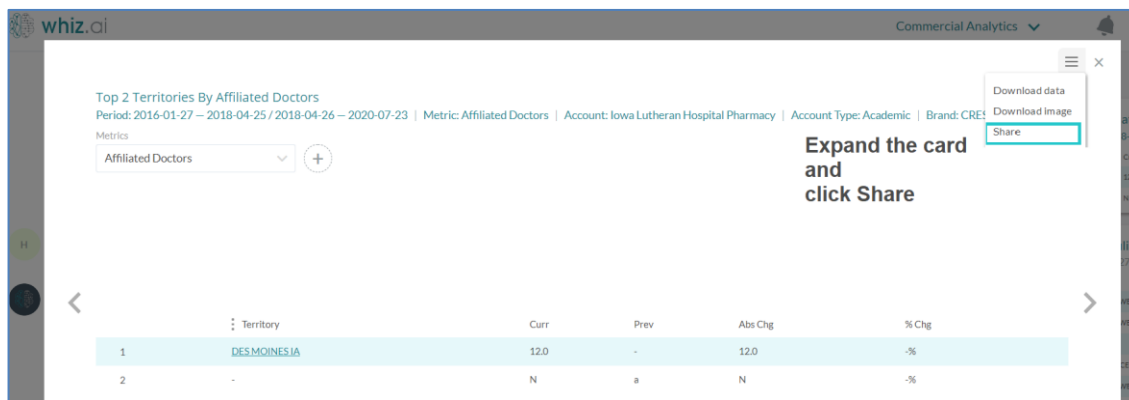 whiz.ai
Commercial Analytics
Top 2 Territories By Affiliated Doctors
Period: 2016-01-27 — 2018-04-25 / 2018-04-26 — 2020-07-23 | Metric: Affiliated Doctors | Account: Iowa Lutheran Hospital Pharmacy | Account Type: Academic | Brand: CRES
Download data
Download image
Share
Metrics
Affiliated Doctors
+
Expand the card
and
click Share
H
Territory Curr Prev Abs Chg % Chg
1 DES MOINES IA 12.0 - 12.0 -%
2 - N a N -%